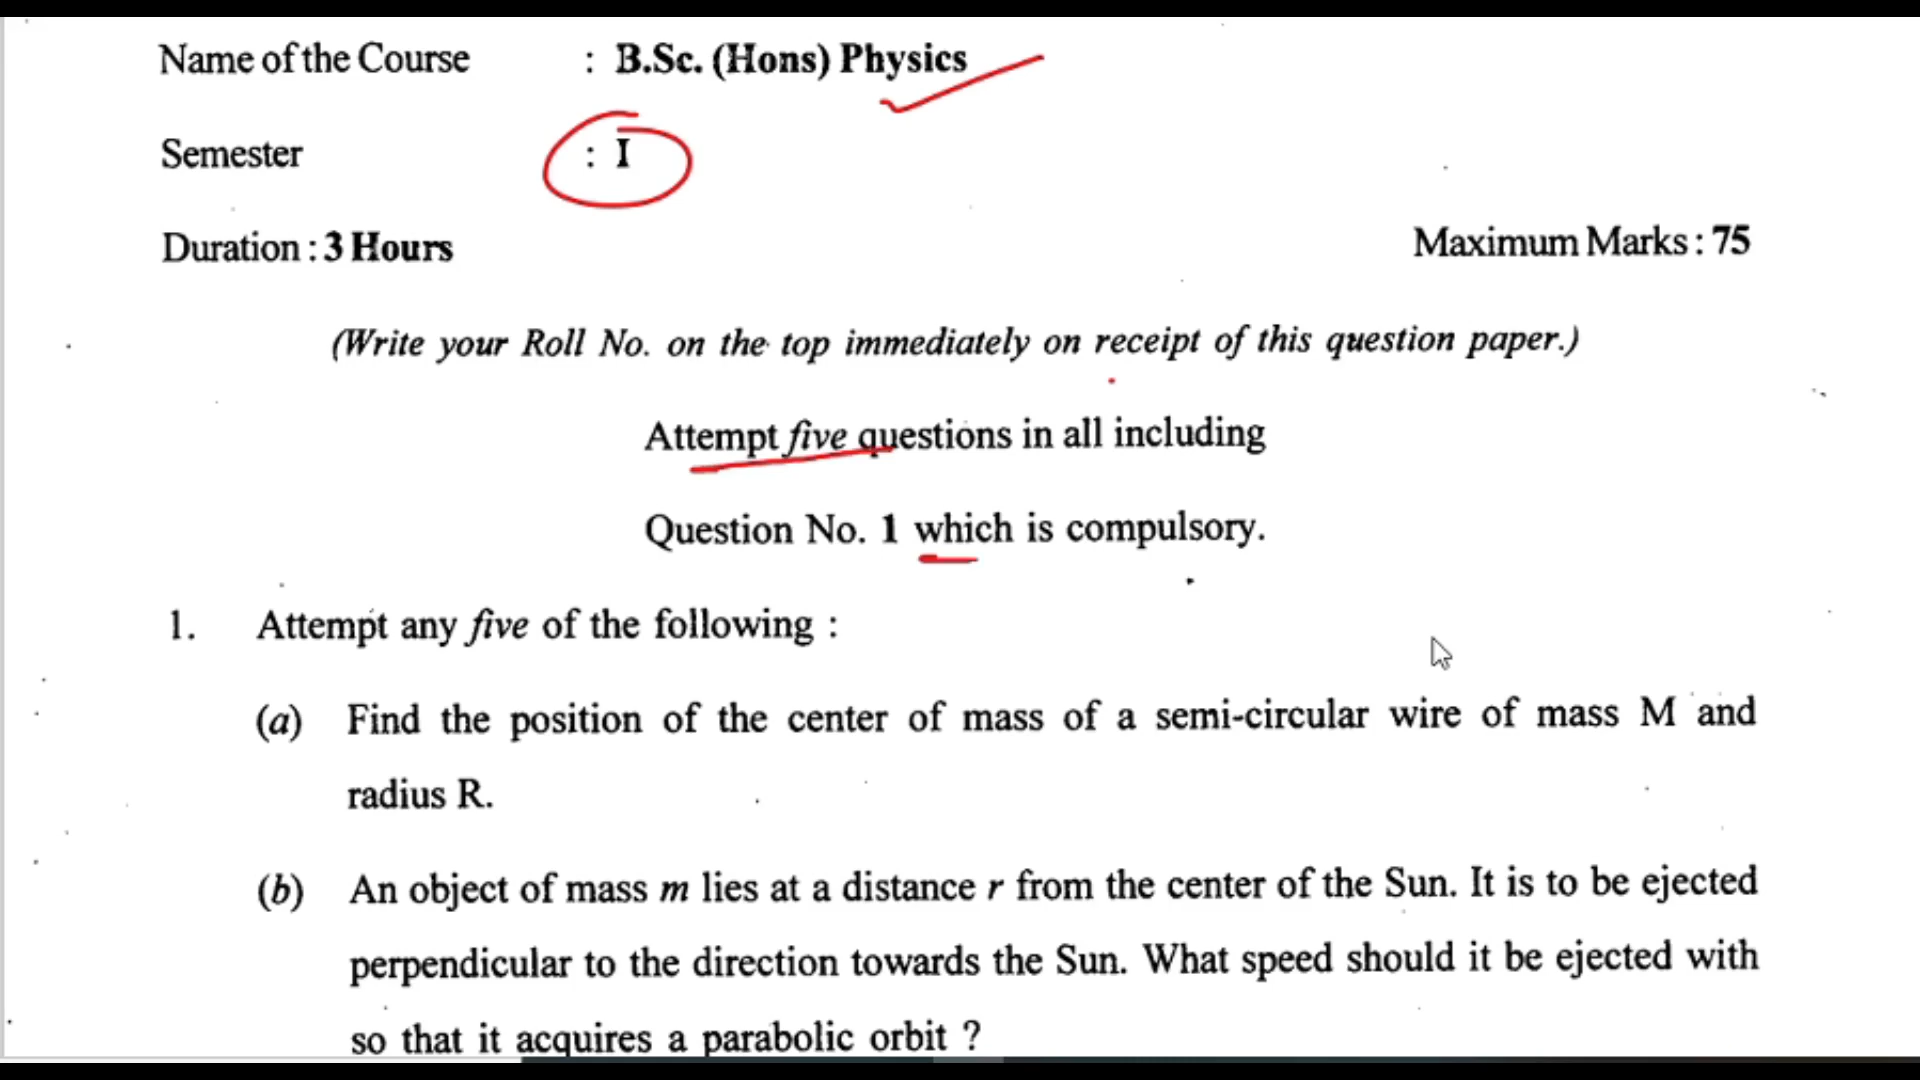 Name of the Course : B.Sc. (Hons) Physics
Semester : I
Duration : 3 Hours Maximum Marks : 75
(Write your Roll No. on the top immediately on receipt of this question paper.)
Attempt five questions in all including
Question No. 1 which is compulsory.
1. Attempt any five of the following :
(a) Find the position of the center of mass of a semi-circular wire of mass M and
radius R.
(b) An object of mass m lies at a distance r from the center of the Sun. It is to be ejected
perpendicular to the direction towards the Sun. What speed should it be ejected with
so that it acquires a parabolic orbit ?